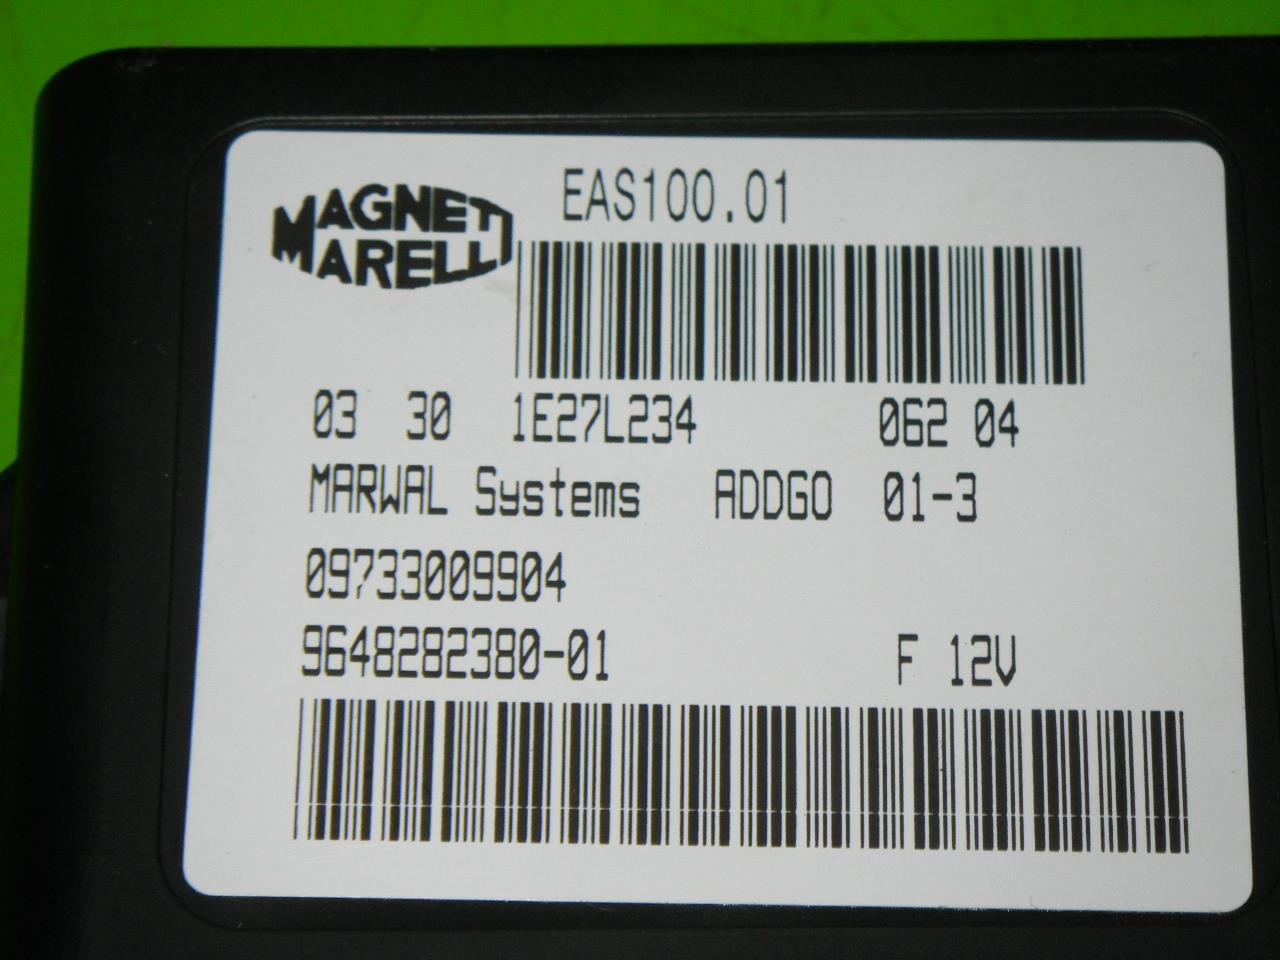 EAS100.01
MAGNETI
MARELLI
03 30 1E27L234 062 04
MARWAL Systems ADDGO 01-3
09733009904
9648282380-01 F 12V